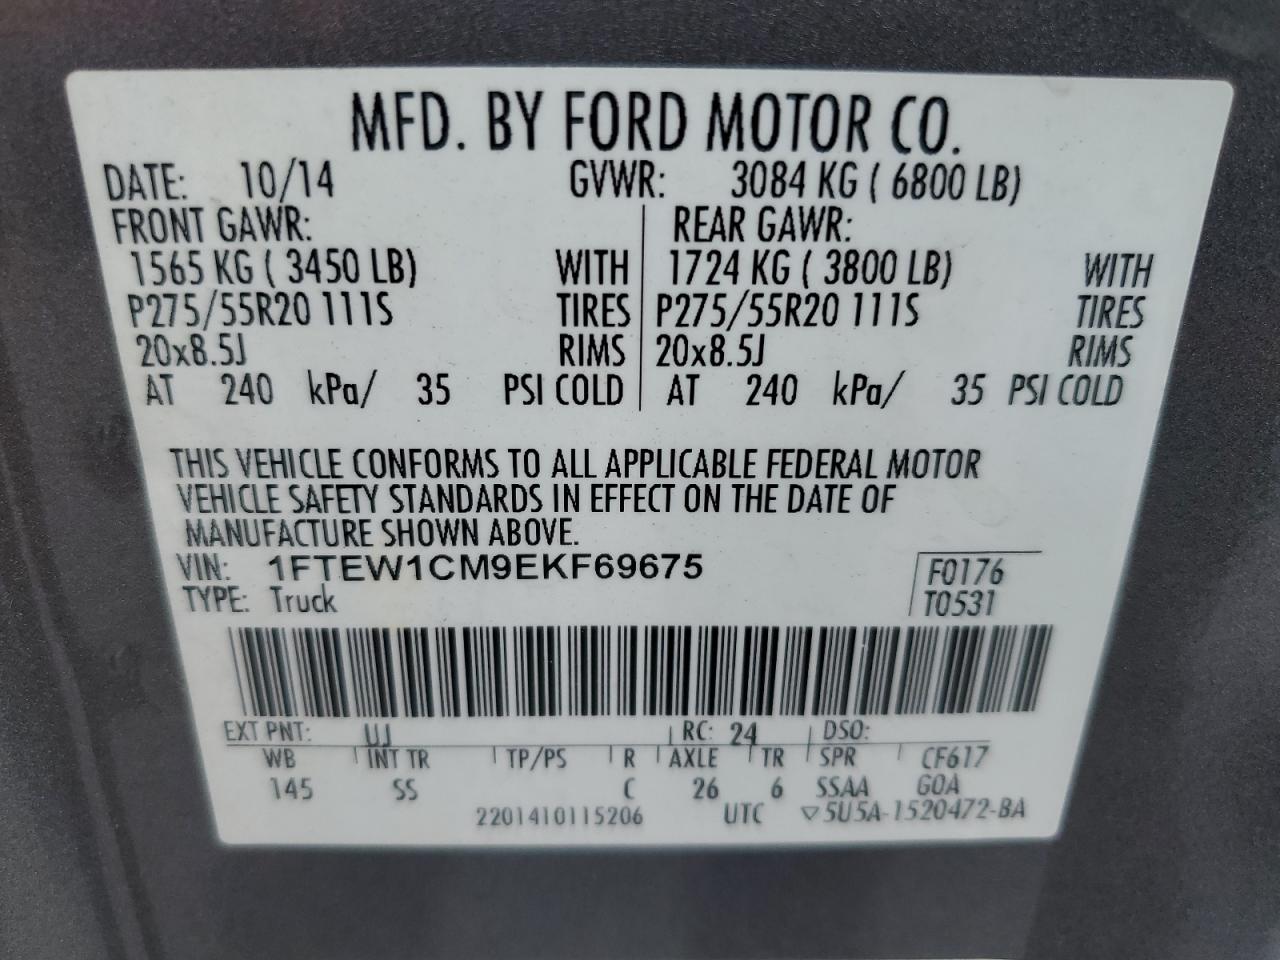 MFD. BY FORD MOTOR CO.
DATE: 10/14 GVWR: 3084 KG ( 6800 LB)
FRONT GAWR: REAR GAWR:
1565 KG ( 3450 LB) WITH 1724 KG ( 3800 LB) WITH
P275/55R20 111S TIRES P275/55R20 111S TIRES
20x8.5J RIMS 20x8.5J RIMS
AT 240 kPa/ 35 PSI COLD AT 240 kPa/ 35 PSI COLD
THIS VEHICLE CONFORMS TO ALL APPLICABLE FEDERAL MOTOR
VEHICLE SAFETY STANDARDS IN EFFECT ON THE DATE OF
MANUFACTURE SHOWN ABOVE.
VIN: 1FTEW1CM9EKF69675 F0176
TYPE: Truck T0531
EXT PNT: UJ RC: 24 DSO:
WB INT TR TP/PS R AXLE TR SPR CF617
145 SS C 26 6 SSAA GOA
2201410115206 UTC ▽5U5A-1520472-BA